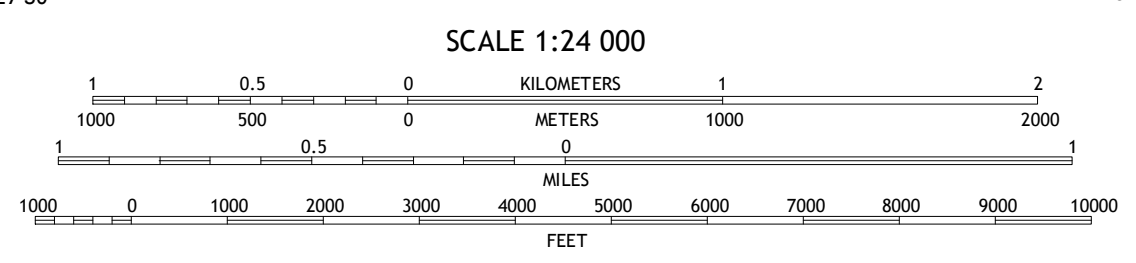 SCALE 1:24 000
1 0.5 0 KILOMETERS 1 2
1000 500 0 METERS 1000 2000
1 0.5 0 1
MILES
1000 0 1000 2000 3000 4000 5000 6000 7000 8000 9000 10000
FEET